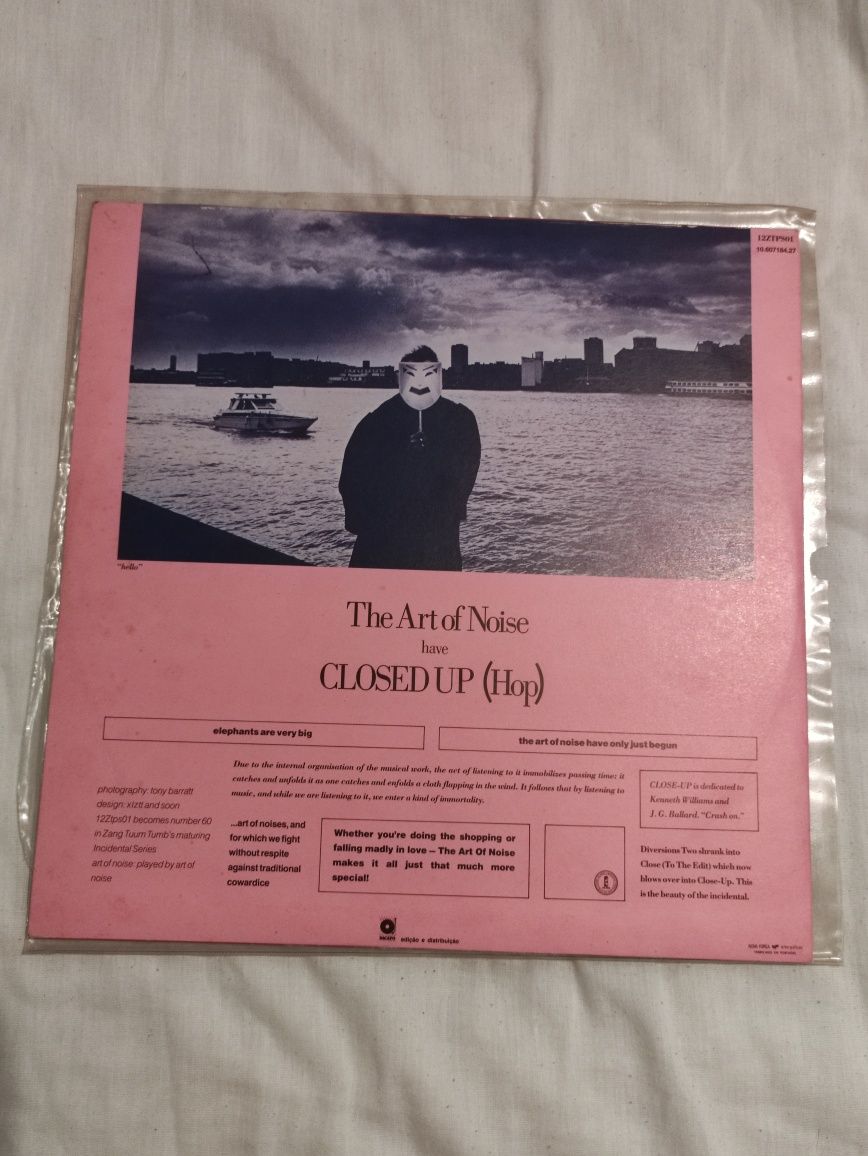 12ZTPS01
10.607184.27
"hello"
The Art of Noise
have
CLOSED UP (Hop)
elephants are very big
the art of noise have only just begun
Due to the internal organisation of the musical work, the act of listening to it immobilizes passing time: it
catches and unfolds it as one catches and enfolds a cloth flapping in the wind. It follows that by listening to
music, and while we are listening to it, we enter a kind of immortality.
photography: tony barratt
design: xlztl and soon
12Ztps01 becomes number 60
in Zang Tuum Tumb's maturing
Incidental Series
art of noise: played by art of
noise
...art of noises, and
for which we fight
without respite
against traditional
cowardice
Whether you're doing the shopping or
falling madly in love – The Art Of Noise
makes it all just that much more
special!
CLOSE-UP is dedicated to
Kenneth Williams and
J. G. Ballard. "Crash on."
Diversions Two shrank into
Close (To The Edit) which now
blows over into Close-Up. This
is the beauty of the incidental.
edição e distribuição